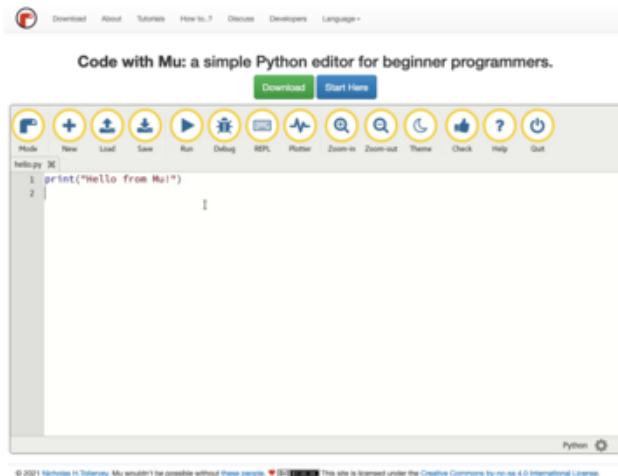 Download About Tutorials How to..? Discuss Developers Language
Code with Mu: a simple Python editor for beginner programmers.
Download Start Here
Mode New Load Save Run Debug REPL Plotter Zoom-in Zoom-out Theme Check Help Quit
hello.py
1 print("Hello from Mu!")
2
Python
© 2021 Nicholas H.Tollervey. Mu wouldn't be possible without these people. This site is licensed under the Creative Commons by-nc-sa 4.0 International License.